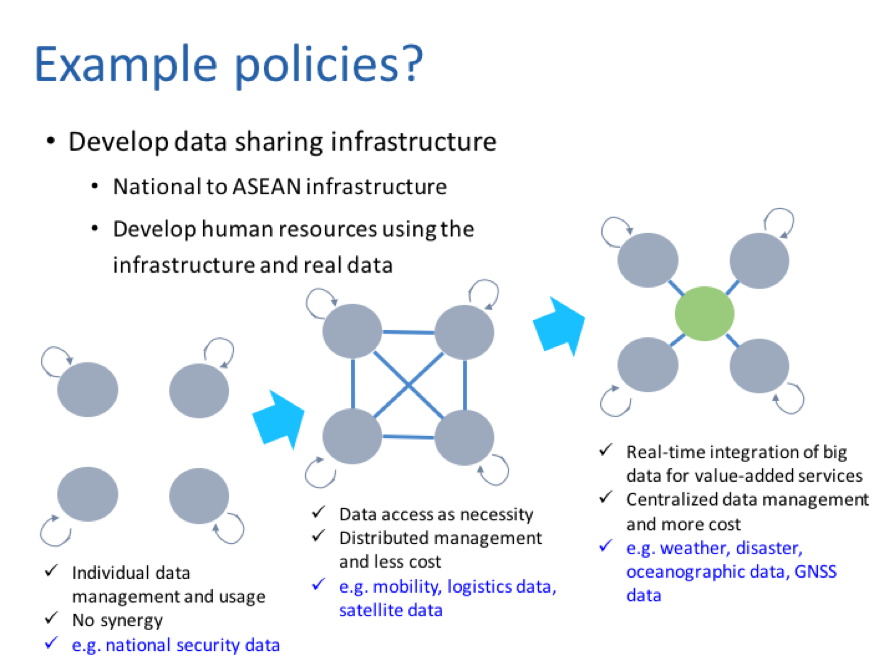 Example policies?
• Develop data sharing infrastructure
• National to ASEAN infrastructure
• Develop human resources using the
infrastructure and real data
✓ Individual data
management and usage
✓ No synergy
✓ e.g. national security data
✓ Data access as necessity
✓ Distributed management
and less cost
✓ e.g. mobility, logistics data,
satellite data
✓ Real-time integration of big
data for value-added services
✓ Centralized data management
and more cost
✓ e.g. weather, disaster,
oceanographic data, GNSS
data